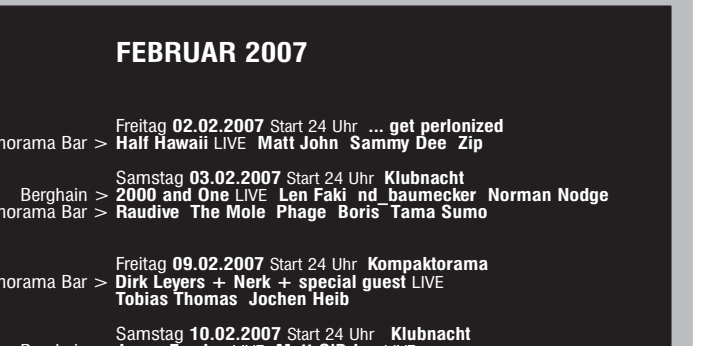 FEBRUAR 2007
Freitag 02.02.2007 Start 24 Uhr ... get perlonized
norama Bar > Half Hawaii LIVE Matt John Sammy Dee Zip
Samstag 03.02.2007 Start 24 Uhr Klubnacht
Berghain > 2000 and One LIVE Len Faki nd_baumecker Norman Nodge
norama Bar > Raudive The Mole Phage Boris Tama Sumo
Freitag 09.02.2007 Start 24 Uhr Kompaktorama
norama Bar > Dirk Leyers + Nerk + special guest LIVE
Tobias Thomas Jochen Heib
Samstag 10.02.2007 Start 24 Uhr Klubnacht